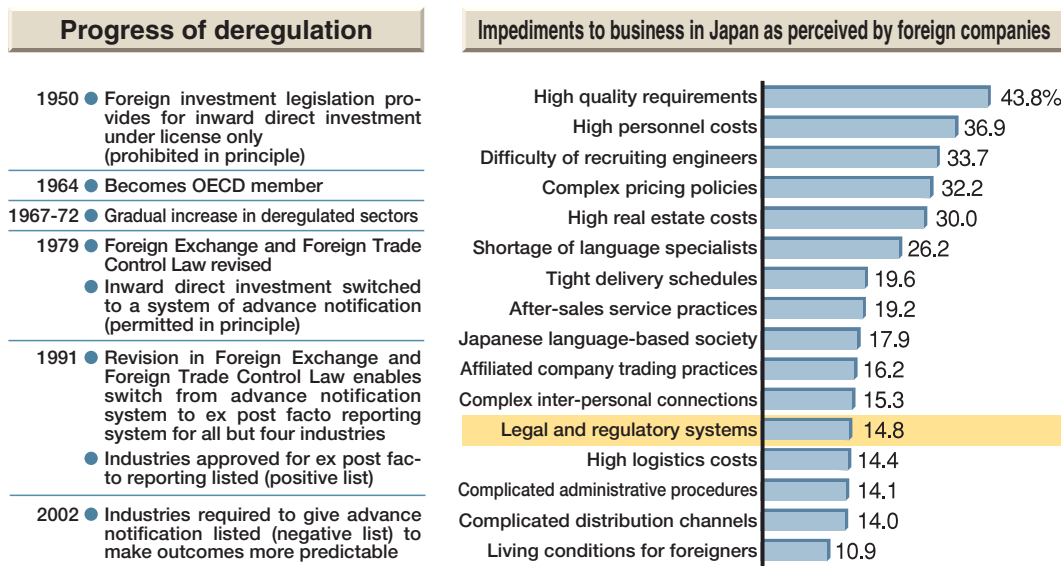 Progress of deregulation
1950 ● Foreign investment legislation pro-
vides for inward direct investment
under license only
(prohibited in principle)
1964 ● Becomes OECD member
1967-72 ● Gradual increase in deregulated sectors
1979 ● Foreign Exchange and Foreign Trade
Control Law revised
● Inward direct investment switched
to a system of advance notification
(permitted in principle)
1991 ● Revision in Foreign Exchange and
Foreign Trade Control Law enables
switch from advance notification
system to ex post facto reporting
system for all but four industries
● Industries approved for ex post fac-
to reporting listed (positive list)
2002 ● Industries required to give advance
notification listed (negative list) to
make outcomes more predictable
Impediments to business in Japan as perceived by foreign companies
High quality requirements 43.8%
High personnel costs 36.9
Difficulty of recruiting engineers 33.7
Complex pricing policies 32.2
High real estate costs 30.0
Shortage of language specialists 26.2
Tight delivery schedules 19.6
After-sales service practices 19.2
Japanese language-based society 17.9
Affiliated company trading practices 16.2
Complex inter-personal connections 15.3
Legal and regulatory systems 14.8
High logistics costs 14.4
Complicated administrative procedures 14.1
Complicated distribution channels 14.0
Living conditions for foreigners 10.9